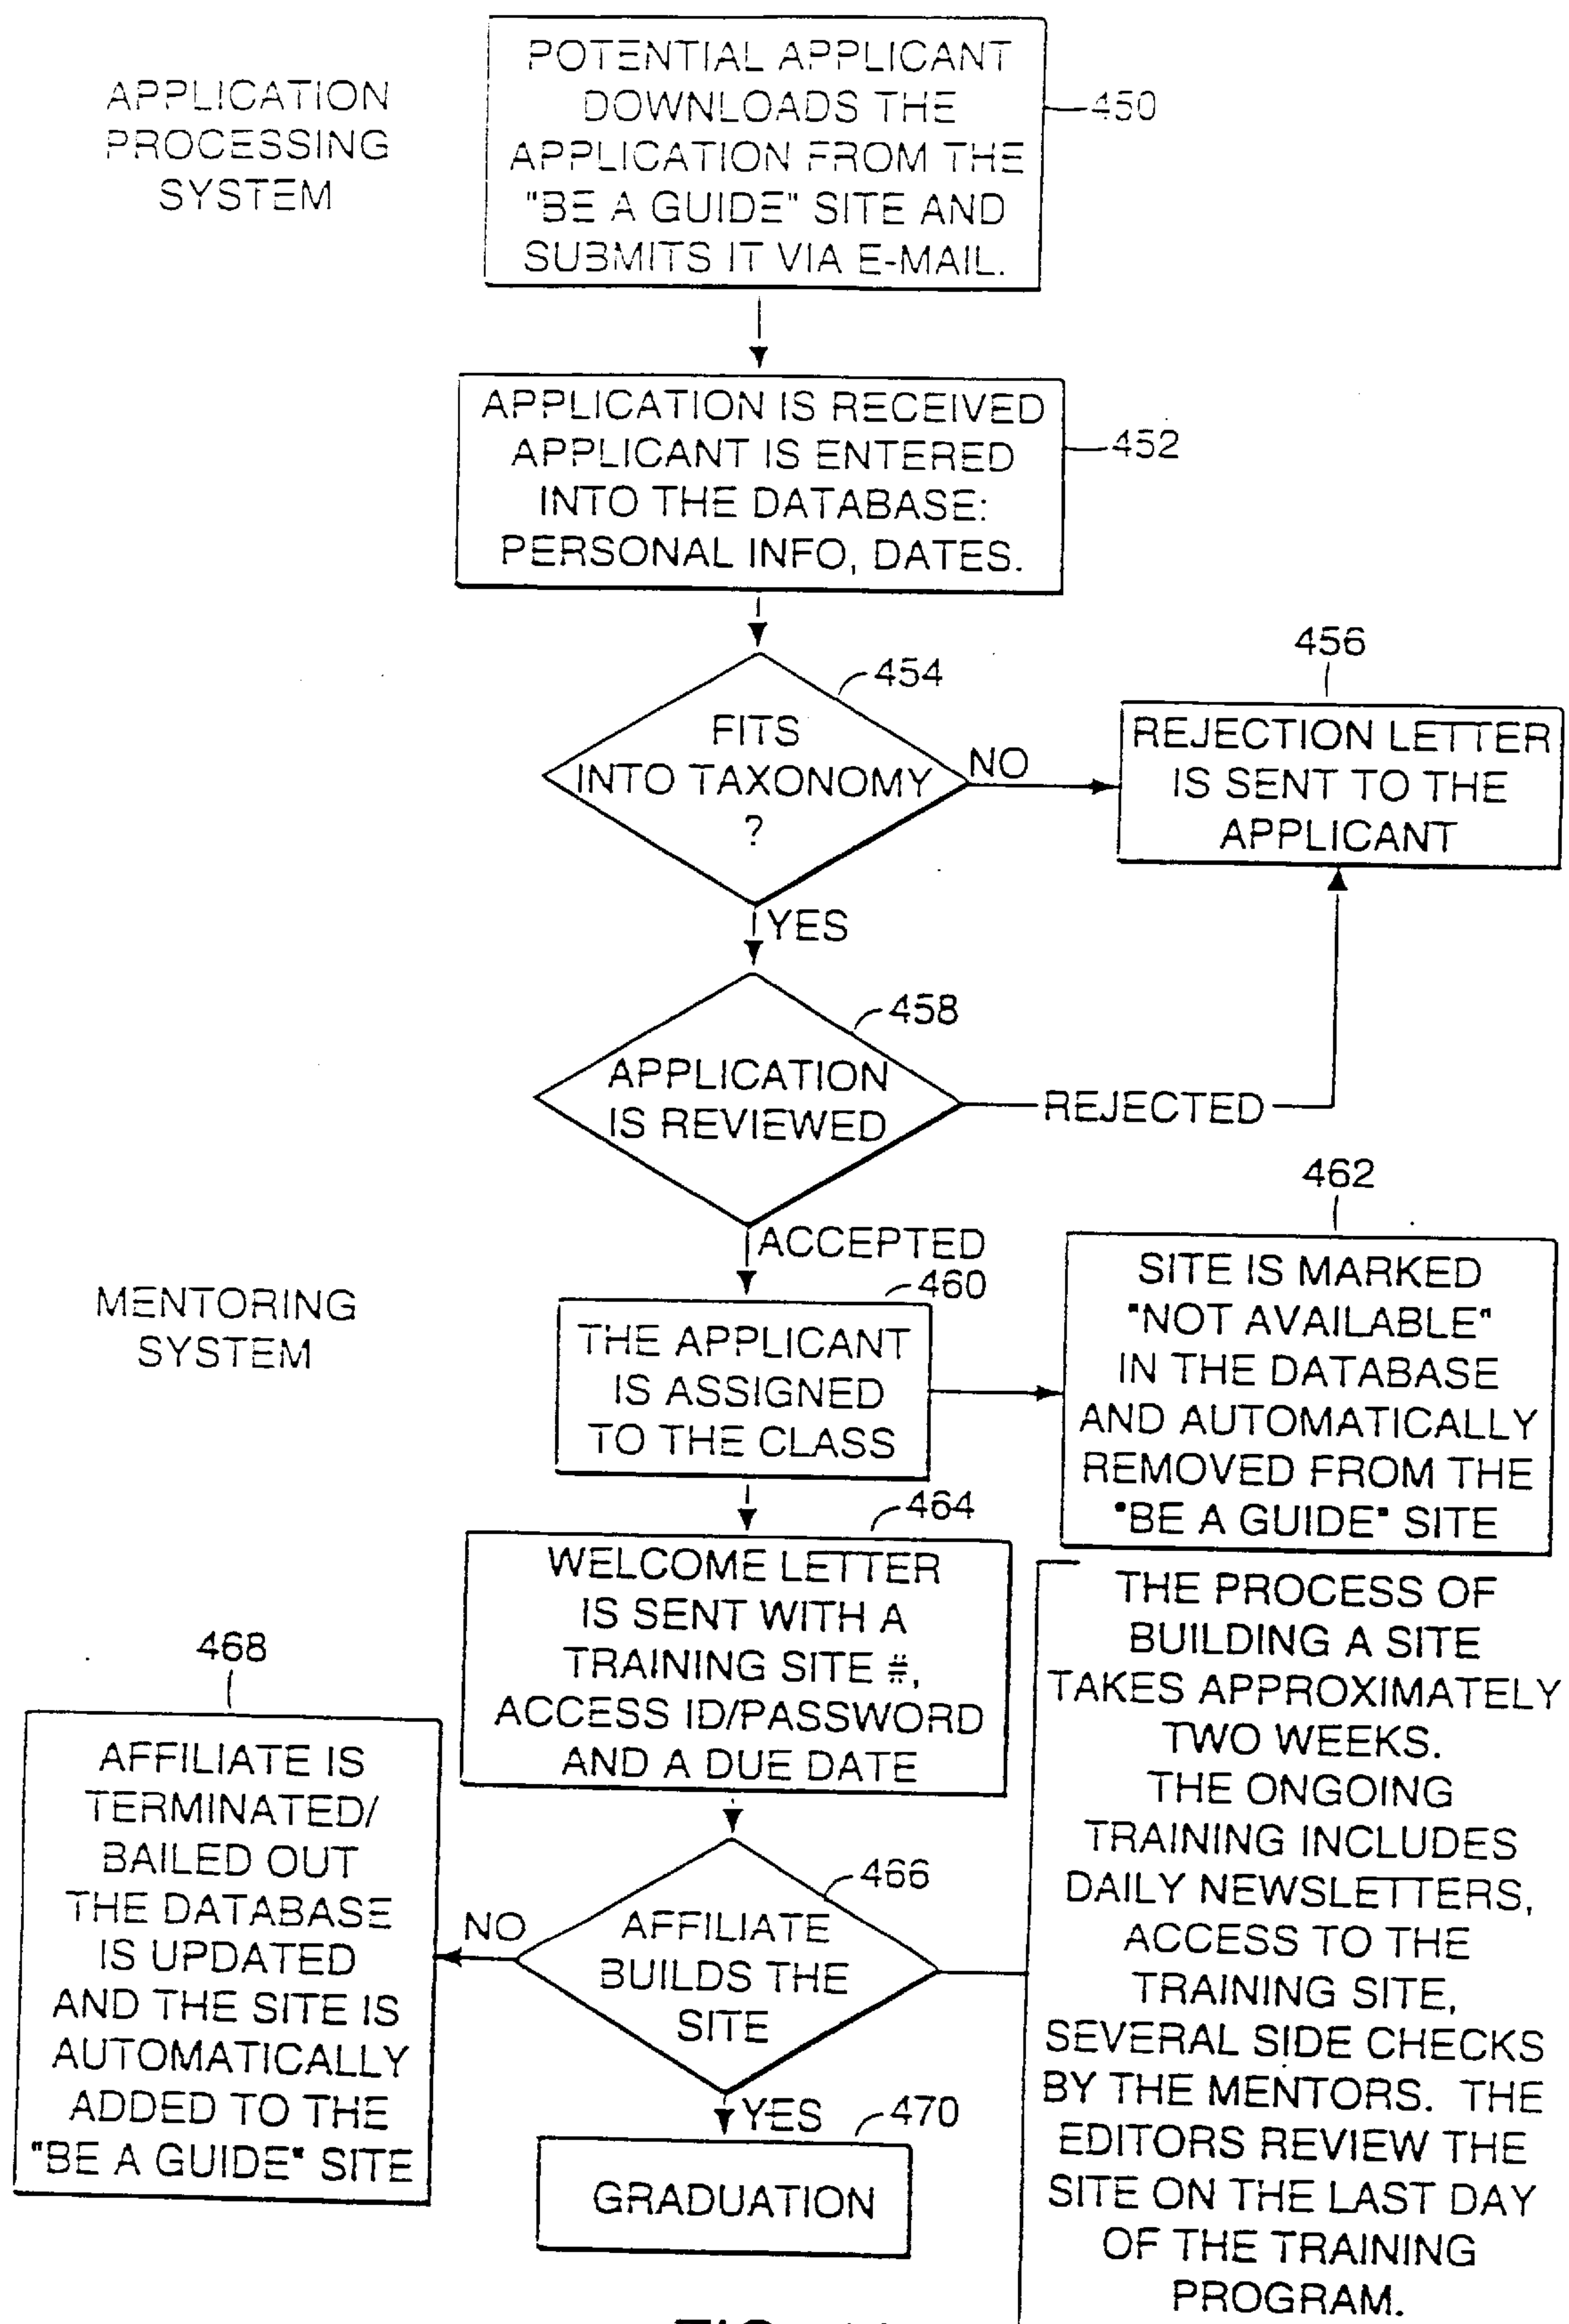 APPLICATION
PROCESSING
SYSTEM
POTENTIAL APPLICANT
DOWNLOADS THE
APPLICATION FROM THE
"BE A GUIDE" SITE AND
SUBMITS IT VIA E-MAIL.
450
APPLICATION IS RECEIVED
APPLICANT IS ENTERED
INTO THE DATABASE:
PERSONAL INFO, DATES.
452
454
FITS
INTO TAXONOMY
?
NO
456
REJECTION LETTER
IS SENT TO THE
APPLICANT
YES
458
APPLICATION
IS REVIEWED
REJECTED
ACCEPTED
MENTORING
SYSTEM
460
THE APPLICANT
IS ASSIGNED
TO THE CLASS
462
SITE IS MARKED
"NOT AVAILABLE"
IN THE DATABASE
AND AUTOMATICALLY
REMOVED FROM THE
"BE A GUIDE" SITE
464
WELCOME LETTER
IS SENT WITH A
TRAINING SITE #,
ACCESS ID/PASSWORD
AND A DUE DATE
466
AFFILIATE
BUILDS THE
SITE
NO
468
AFFILIATE IS
TERMINATED/
BAILED OUT
THE DATABASE
IS UPDATED
AND THE SITE IS
AUTOMATICALLY
ADDED TO THE
"BE A GUIDE" SITE
YES
470
GRADUATION
THE PROCESS OF
BUILDING A SITE
TAKES APPROXIMATELY
TWO WEEKS.
THE ONGOING
TRAINING INCLUDES
DAILY NEWSLETTERS,
ACCESS TO THE
TRAINING SITE,
SEVERAL SIDE CHECKS
BY THE MENTORS. THE
EDITORS REVIEW THE
SITE ON THE LAST DAY
OF THE TRAINING
PROGRAM.